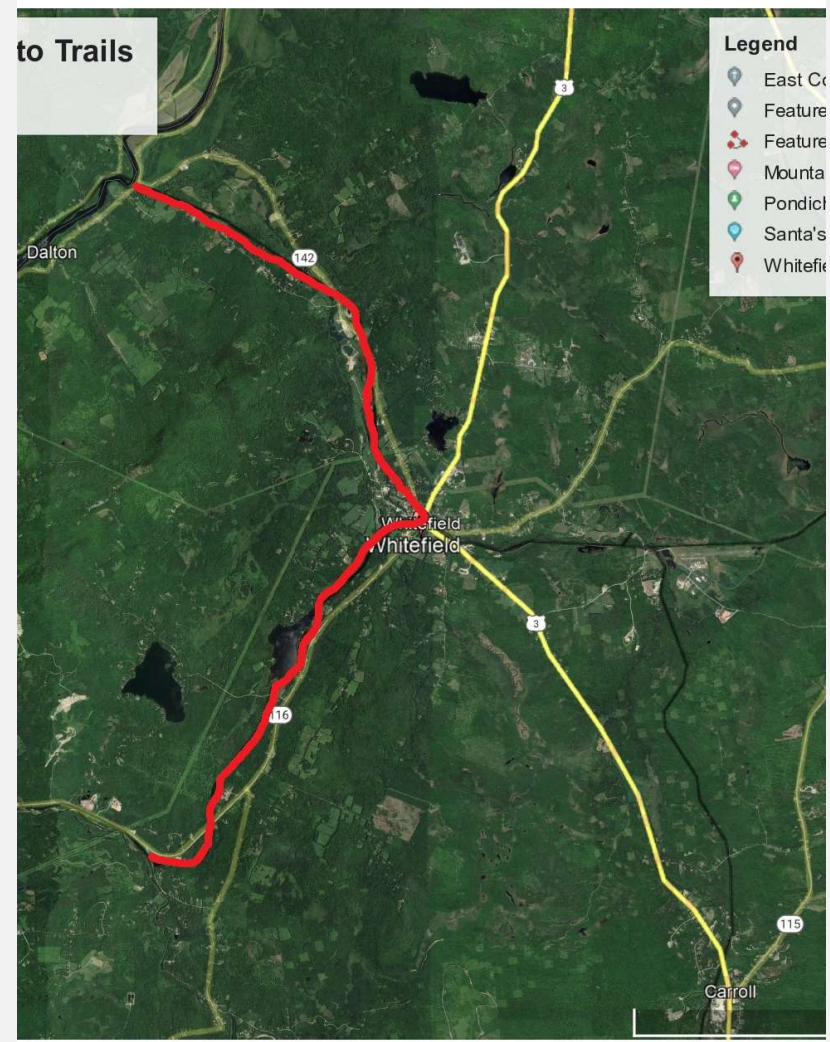 to Trails
Legend
East Co
Feature
Feature
Mounta
Pondich
Santa's
Whitefie
3
142
Dalton
Whitefield
Whitefield
3
116
115
Carroll